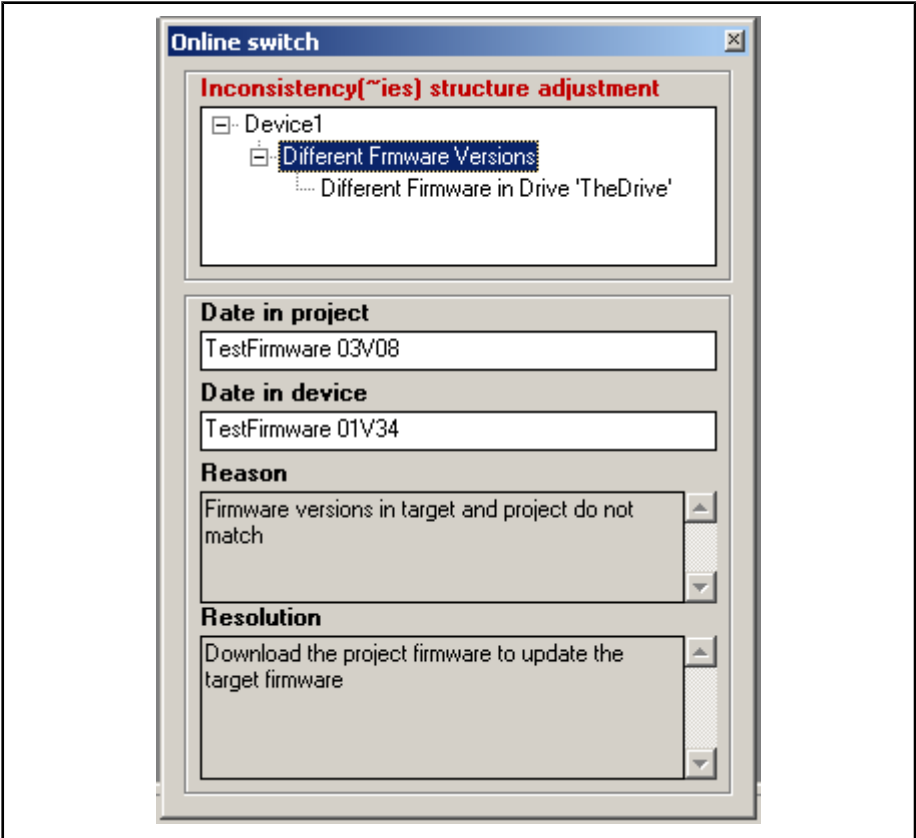 Online switch
Inconsistency(~ies) structure adjustment
Device1
Different Frmware Versions
Different Firmware in Drive 'TheDrive'
Date in project
TestFirmware 03V08
Date in device
TestFirmware 01V34
Reason
Firmware versions in target and project do not
match
Resolution
Download the project firmware to update the
target firmware